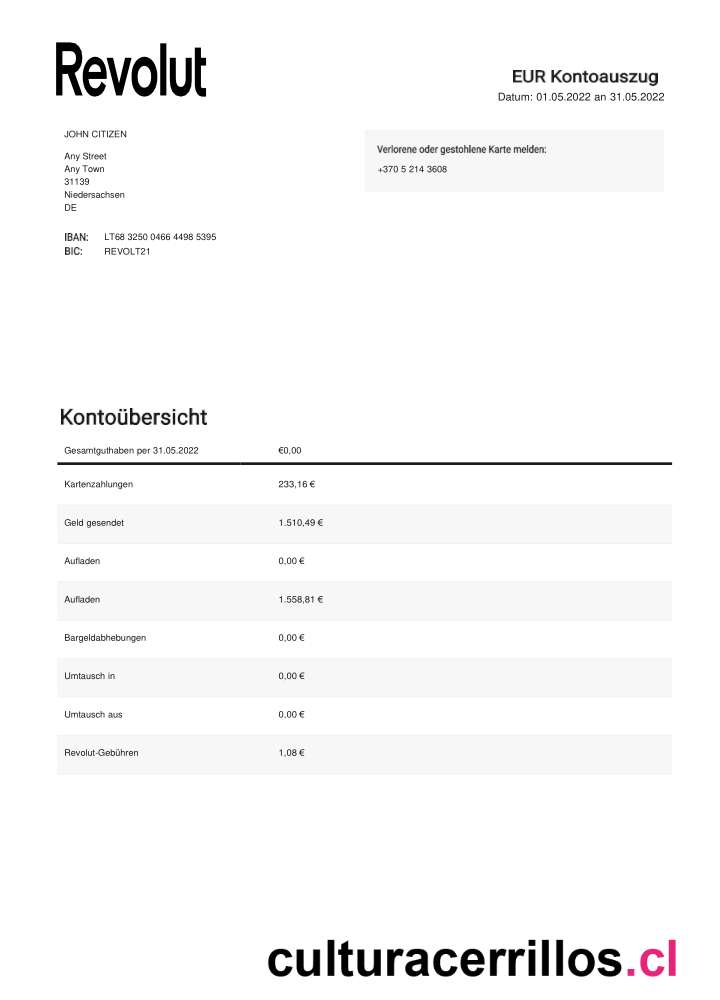 Revolut
EUR Kontoauszug
Datum: 01.05.2022 an 31.05.2022
JOHN CITIZEN
Any Street
Any Town
31139
Niedersachsen
DE
Verlorene oder gestohlene Karte melden:
+370 5 214 3608
IBAN: LT68 3250 0466 4498 5395
BIC: REVOLT21
Kontoübersicht
Gesamtguthaben per 31.05.2022 €0,00
Kartenzahlungen 233,16 €
Geld gesendet 1.510,49 €
Aufladen 0,00 €
Aufladen 1.558,81 €
Bargeldabhebungen 0,00 €
Umtausch in 0,00 €
Umtausch aus 0,00 €
Revolut-Gebühren 1,08 €
culturacerrillos.cl